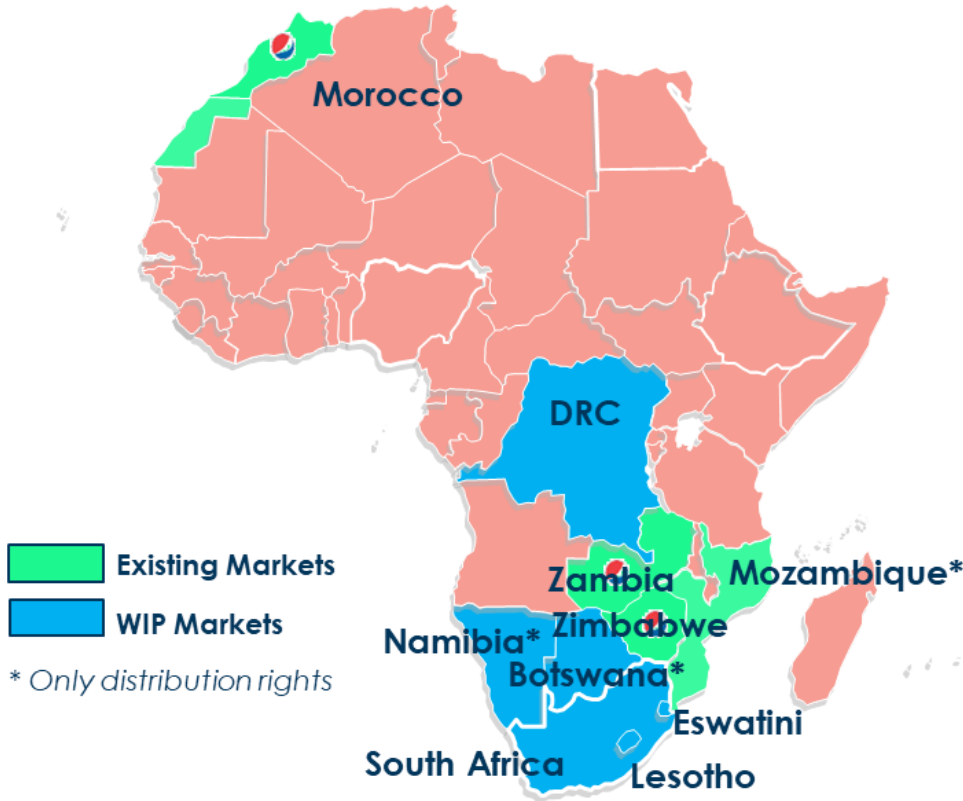 Morocco
DRC
Existing Markets
Zambia
Mozambique*
WIP Markets
Zimbabwe
Namibia*
Botswana*
* Only distribution rights
Eswatini
South Africa
Lesotho